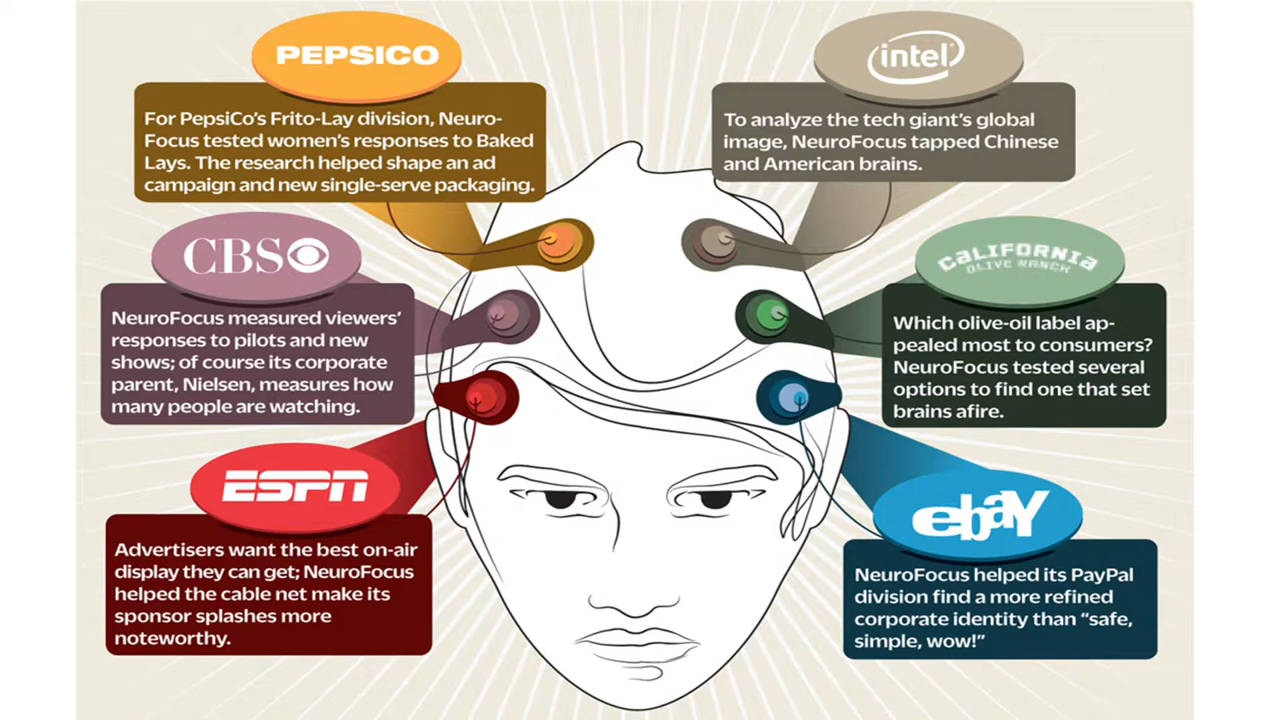 PEPSICO
For PepsiCo's Frito-Lay division, Neuro-
Focus tested women's responses to Baked
Lays. The research helped shape an ad
campaign and new single-serve packaging.
intel
To analyze the tech giant's global
image, NeuroFocus tapped Chinese
and American brains.
CBS
NeuroFocus measured viewers'
responses to pilots and new
shows; of course its corporate
parent, Nielsen, measures how
many people are watching.
CALIFORNIA
OLIVE RANCH
Which olive-oil label ap-
pealed most to consumers?
NeuroFocus tested several
options to find one that set
brains afire.
ESPN
Advertisers want the best on-air
display they can get; NeuroFocus
helped the cable net make its
sponsor splashes more
noteworthy.
ebaY
NeuroFocus helped its PayPal
division find a more refined
corporate identity than “safe,
simple, wow!”